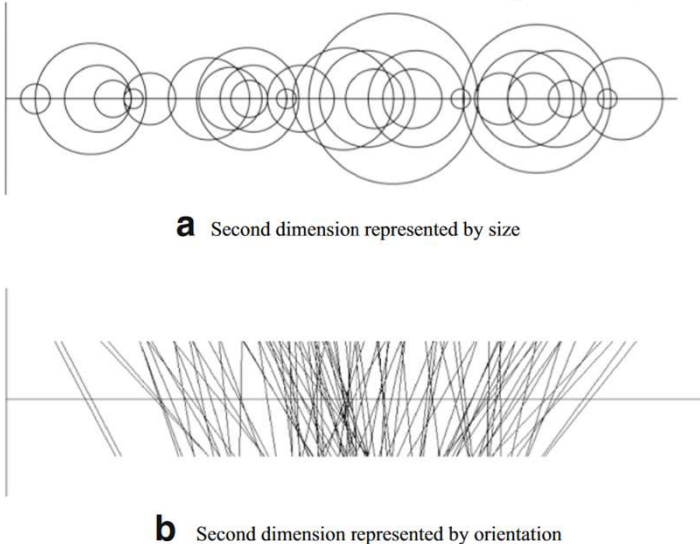 a Second dimension represented by size
b Second dimension represented by orientation